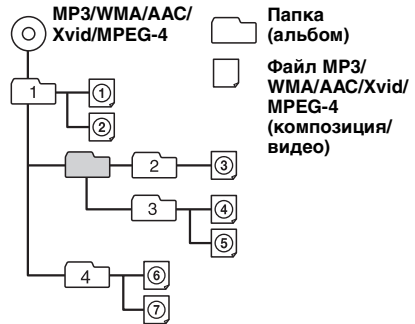 MP3/WMA/AAC/
Xvid/MPEG-4
Папка
(альбом)
Файл MP3/
WMA/AAC/Xvid/
MPEG-4
(композиция/
видео)
1
①
②
2
③
3
④
⑤
4
⑥
⑦